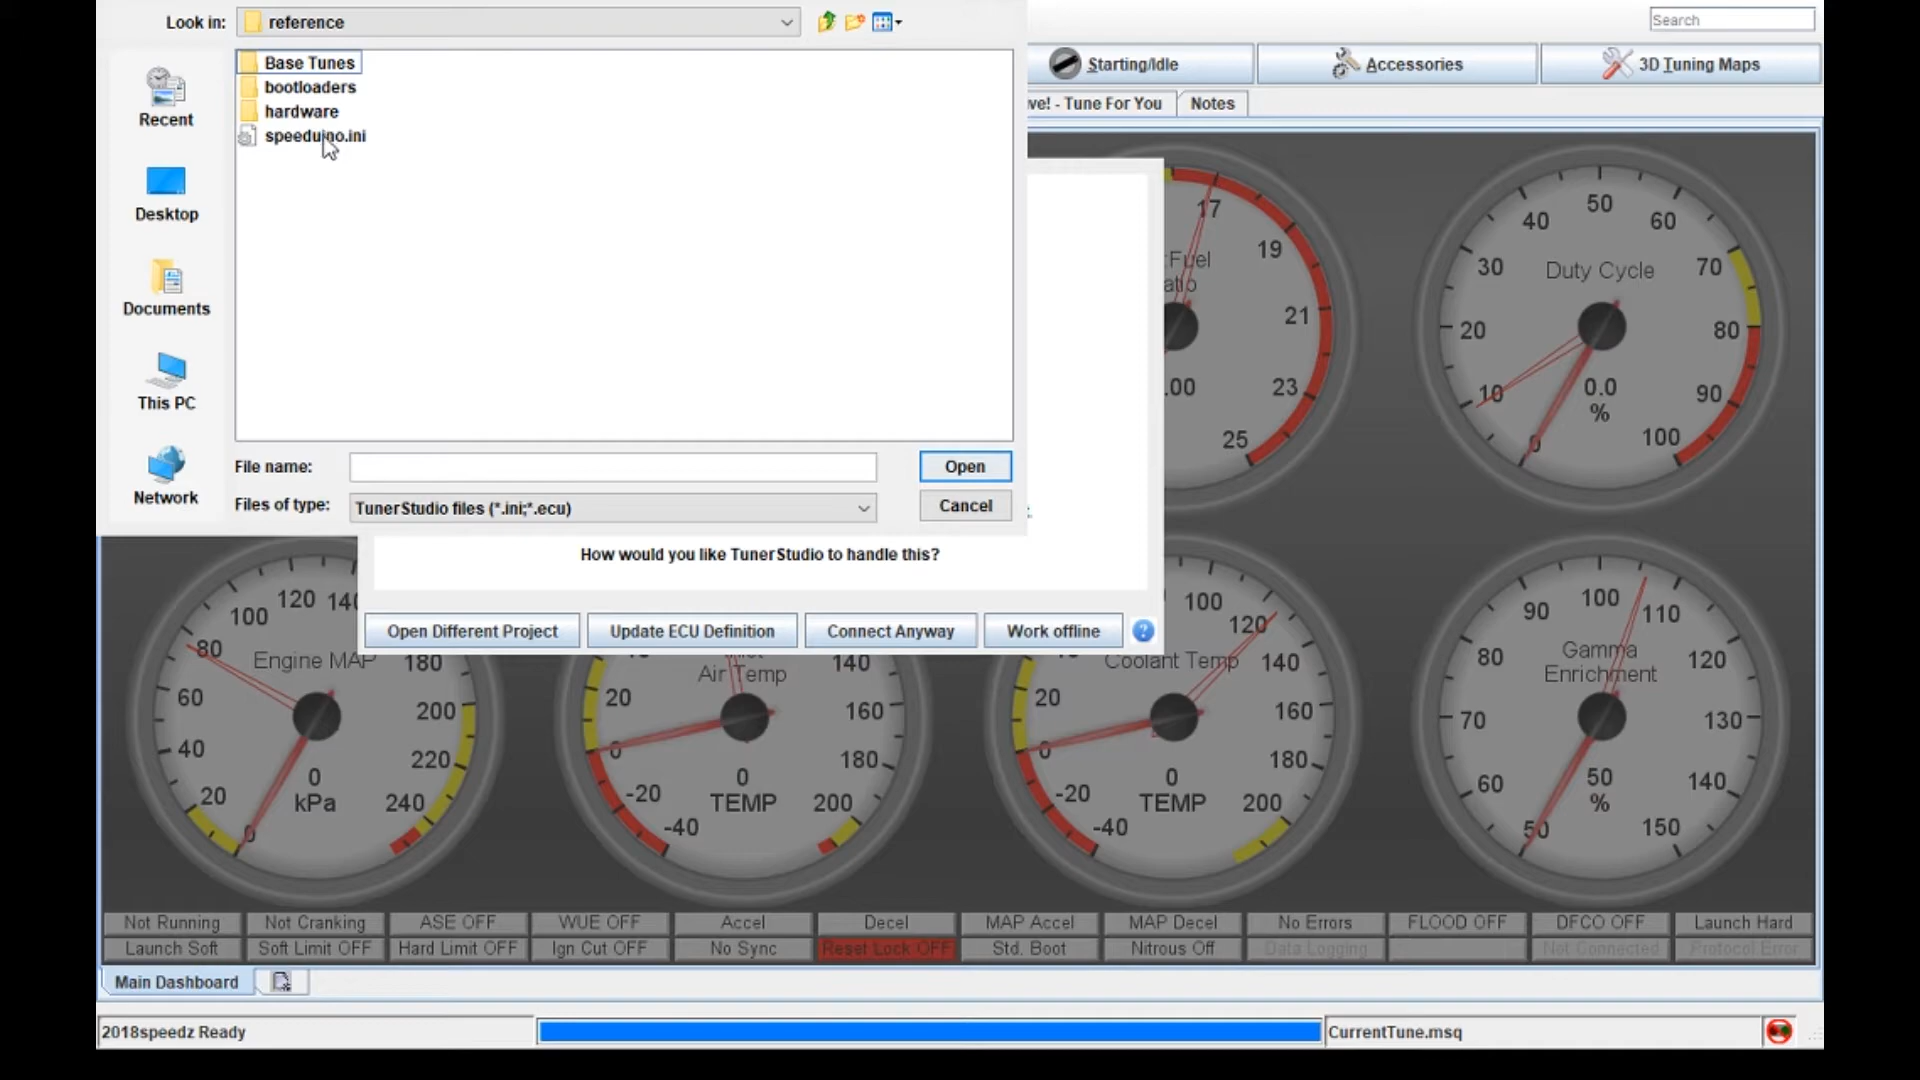 Look in:
reference
Search
Base Tunes
bootloaders
hardware
speeduino.ini
Recent
Desktop
Documents
This PC
Network
File name:
Open
Files of type:
TunerStudio files (*.ini;*.ecu)
Cancel
Starting/Idle
Accessories
3D Tuning Maps
ve! - Tune For You
Notes
How would you like TunerStudio to handle this?
Open Different Project
Update ECU Definition
Connect Anyway
Work offline
?
:Fuel
atio
17
19
21
23
25
.00
Duty Cycle
0
10
20
30
40
50
60
70
80
90
100
0.0
%
Engine MAP
0
20
40
60
80
100
120
140
180
200
220
240
0
kPa
Air Temp
-40
-20
0
20
140
160
180
200
0
TEMP
Coolant Temp
-40
-20
0
20
100
120
140
160
180
200
0
TEMP
Gamma
Enrichment
50
60
70
80
90
100
110
120
130
140
150
50
%
Not Running
Not Cranking
ASE OFF
WUE OFF
Accel
Decel
MAP Accel
MAP Decel
No Errors
FLOOD OFF
DFCO OFF
Launch Hard
Launch Soft
Soft Limit OFF
Hard Limit OFF
Ign Cut OFF
No Sync
Reset Lock OFF
Std. Boot
Nitrous Off
Data Logging
Not Connected
Protocol Error
Main Dashboard
2018speedz Ready
CurrentTune.msq